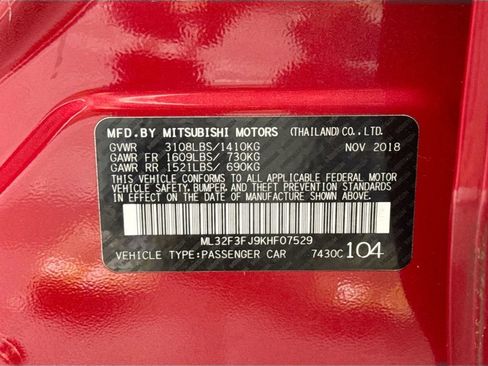 MFD.BY MITSUBISHI MOTORS (THAILAND)CO.,LTD.
GVWR 3108LBS/1410KG NOV 2018
GAWR FR 1609LBS/ 730KG
GAWR RR 1521LBS/ 690KG
THIS VEHICLE CONFORMS TO ALL APPLICABLE FEDERAL MOTOR
VEHICLE SAFETY,BUMPER,AND THEFT PREVENTION STANDARDS
IN EFFECT ON THE DATE OF MANUFACTURE SHOWN ABOVE.
ML32F3FJ9KHF07529
VEHICLE TYPE:PASSENGER CAR 7430C 104